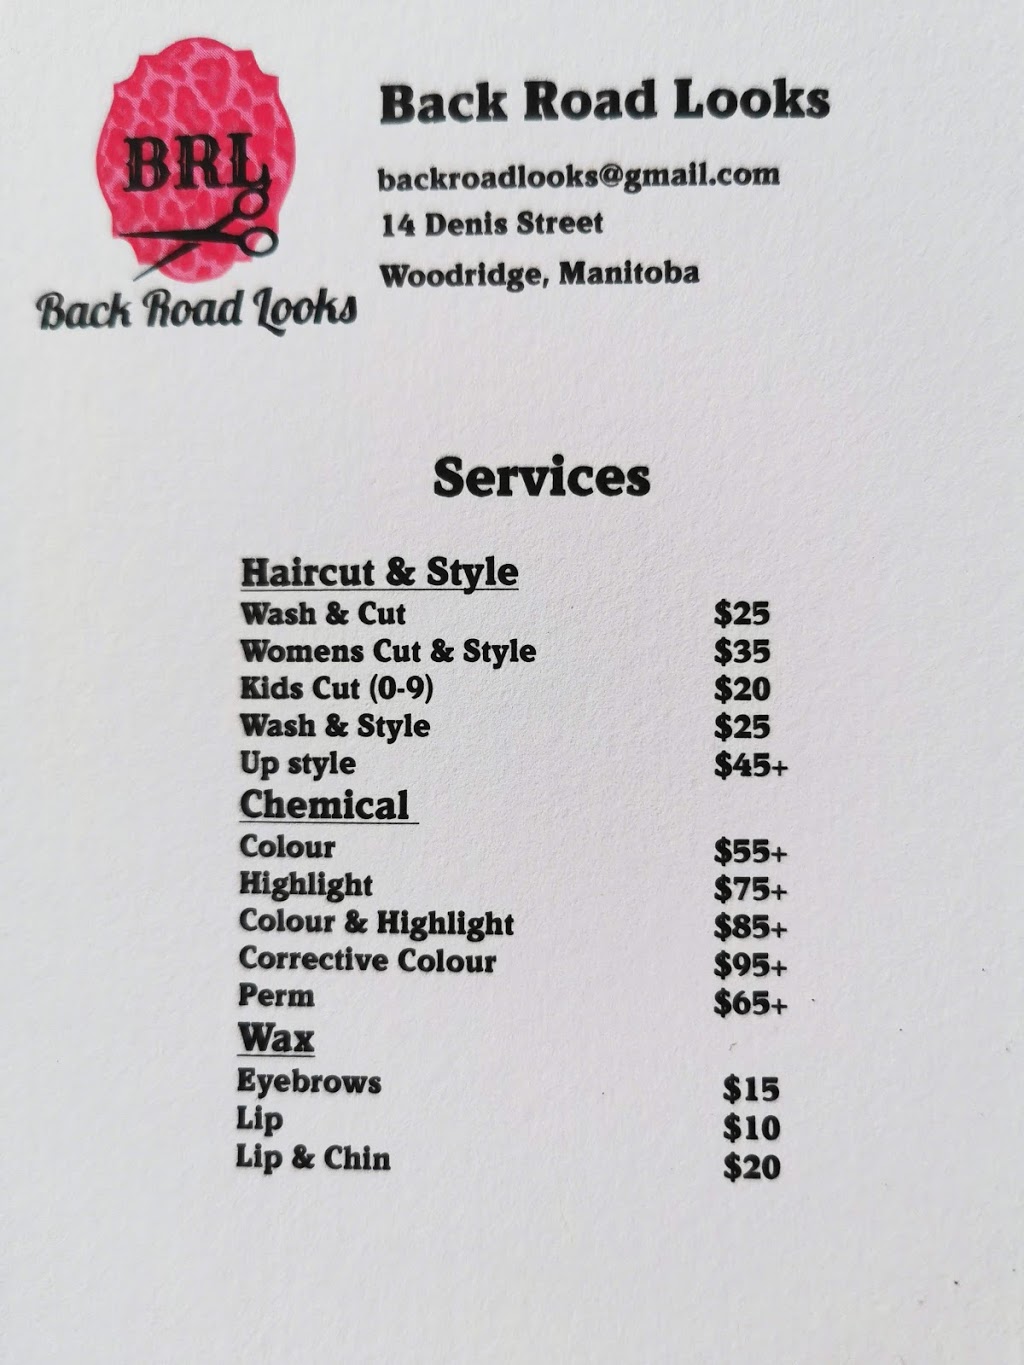 BRL
Back Road Looks
Back Road Looks
backroadlooks@gmail.com
14 Denis Street
Woodridge, Manitoba
Services
Haircut & Style
Wash & Cut $25
Womens Cut & Style $35
Kids Cut (0-9) $20
Wash & Style $25
Up style $45+
Chemical
Colour $55+
Highlight $75+
Colour & Highlight $85+
Corrective Colour $95+
Perm $65+
Wax
Eyebrows $15
Lip $10
Lip & Chin $20